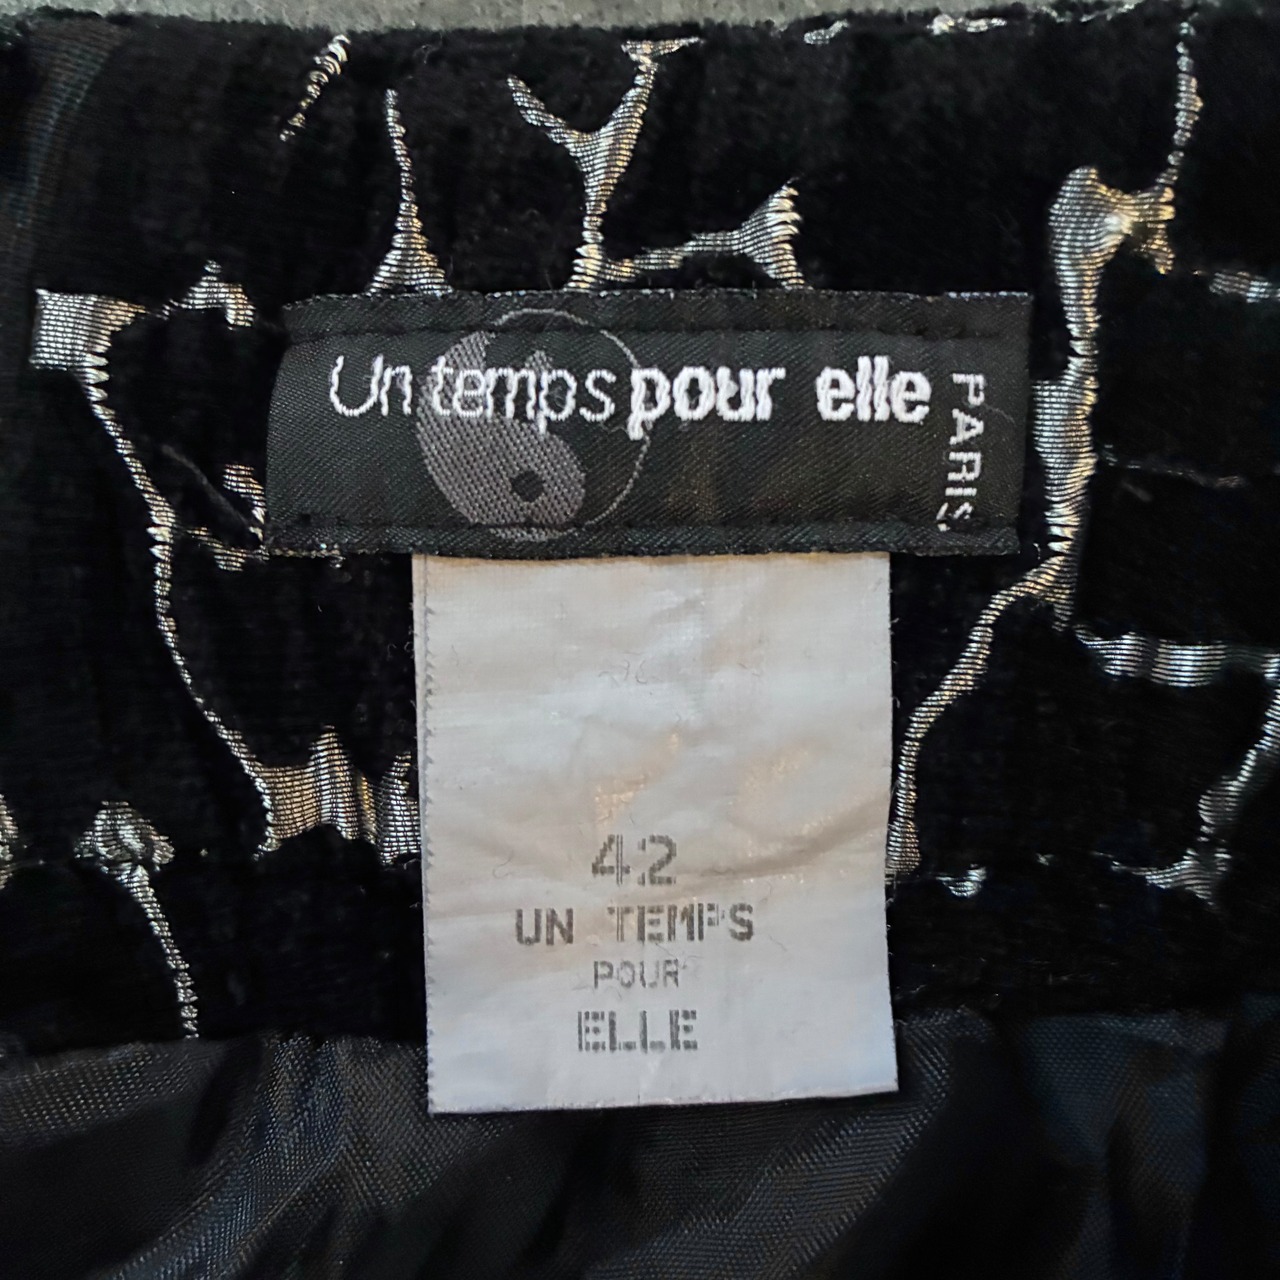 Un temps pour elle
PARIS.
42
UN TEMPS
POUR
ELLE